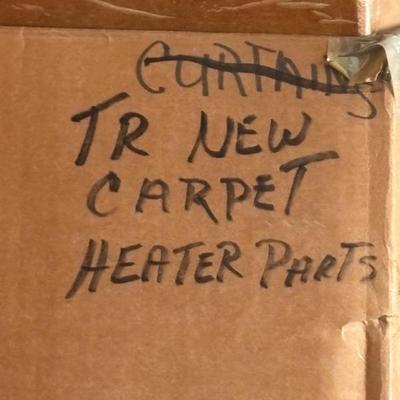 CURTAINS
TR NEW
CARPET
HEATER PARTS